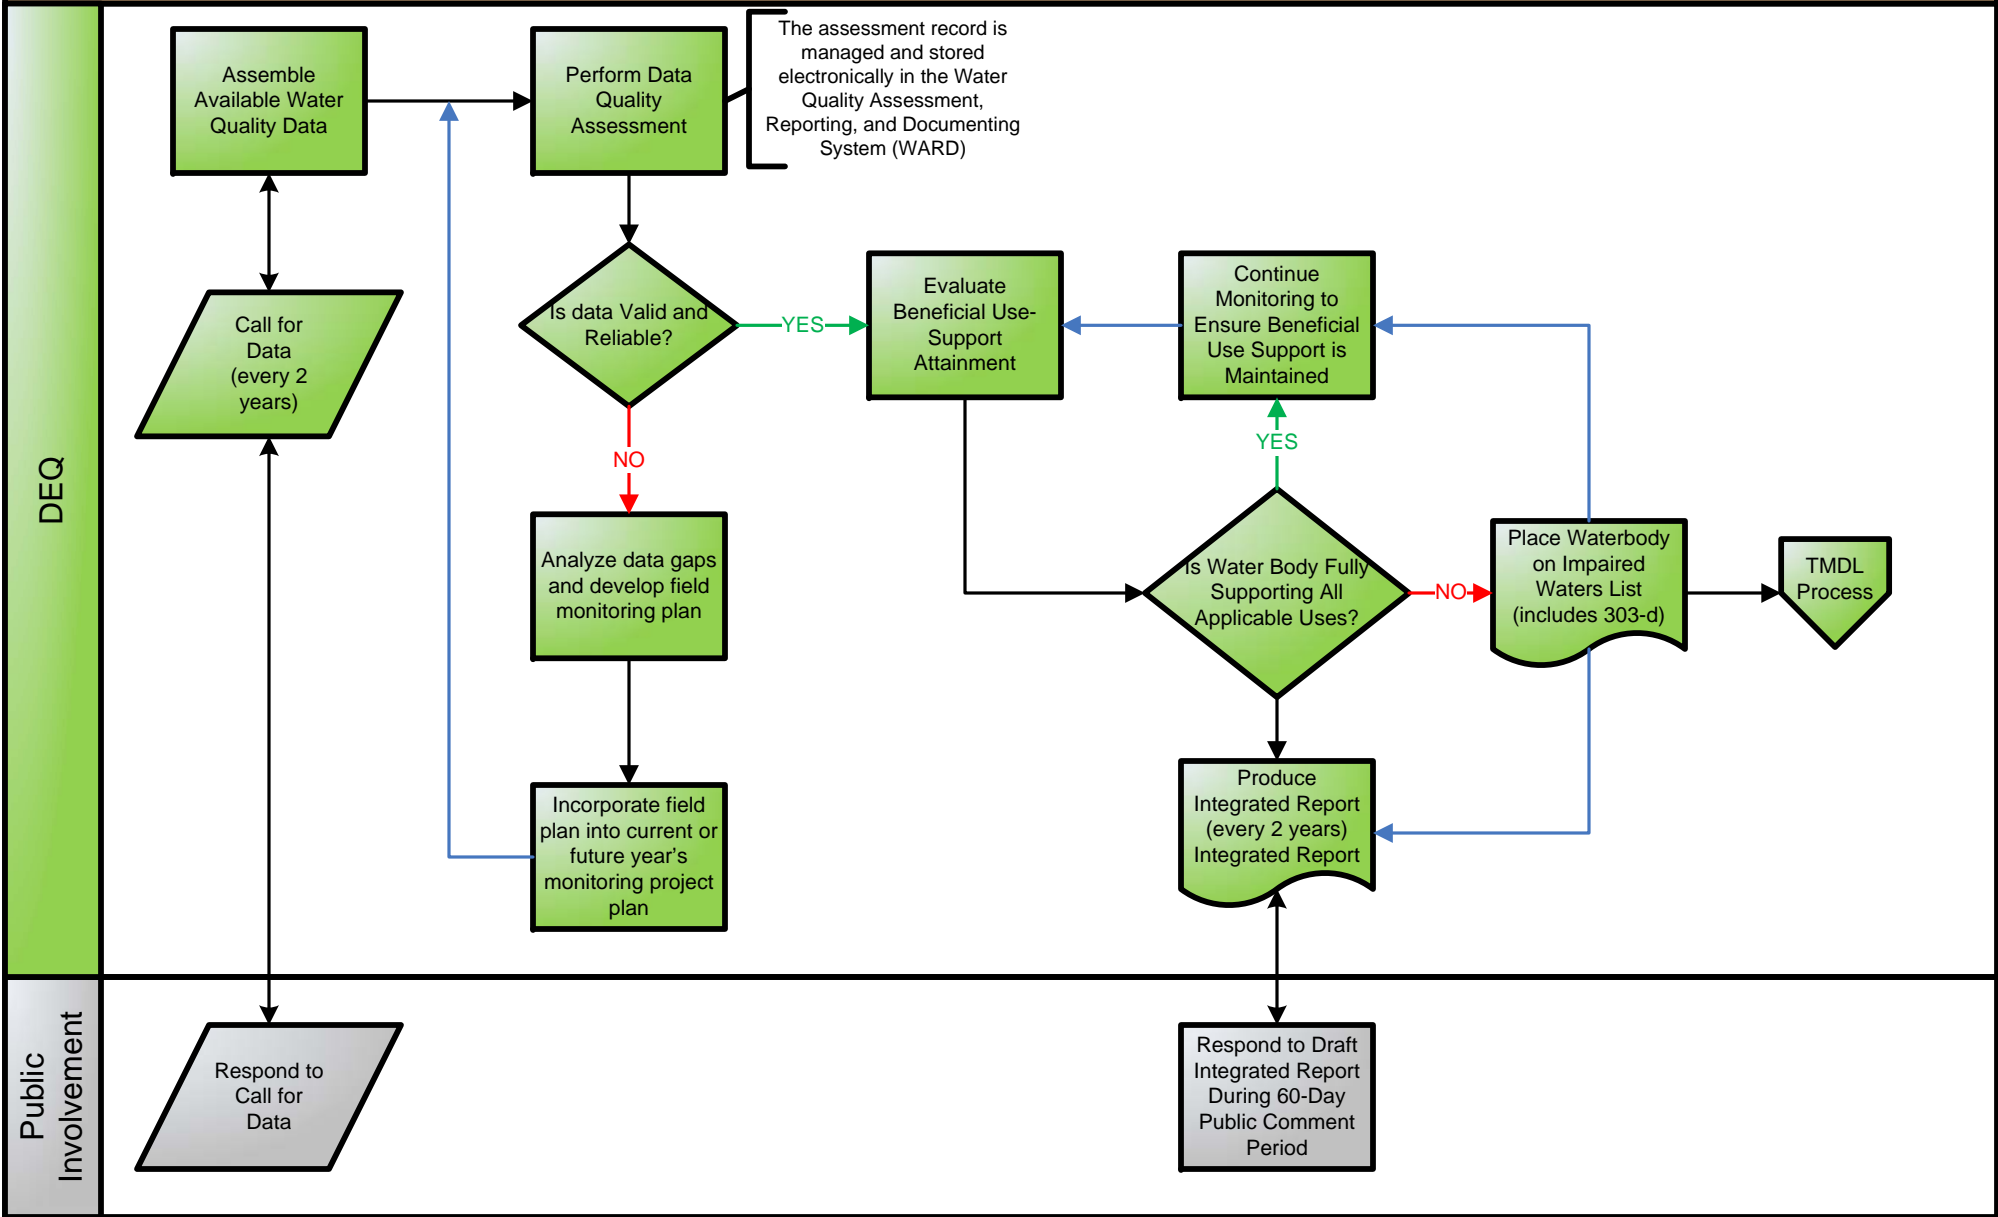 DEQ
Assemble
Available Water
Quality Data
Perform Data
Quality
Assessment
The assessment record is
managed and stored
electronically in the Water
Quality Assessment,
Reporting, and Documenting
System (WARD)
Call for
Data
(every 2
years)
Is data Valid and
Reliable?
YES
NO
Evaluate
Beneficial Use-
Support
Attainment
Continue
Monitoring to
Ensure Beneficial
Use Support is
Maintained
YES
Analyze data gaps
and develop field
monitoring plan
Is Water Body Fully
Supporting All
Applicable Uses?
NO
Place Waterbody
on Impaired
Waters List
(includes 303-d)
TMDL
Process
Incorporate field
plan into current or
future year’s
monitoring project
plan
Produce
Integrated Report
(every 2 years)
Integrated Report
Public
Involvement
Respond to
Call for
Data
Respond to Draft
Integrated Report
During 60-Day
Public Comment
Period